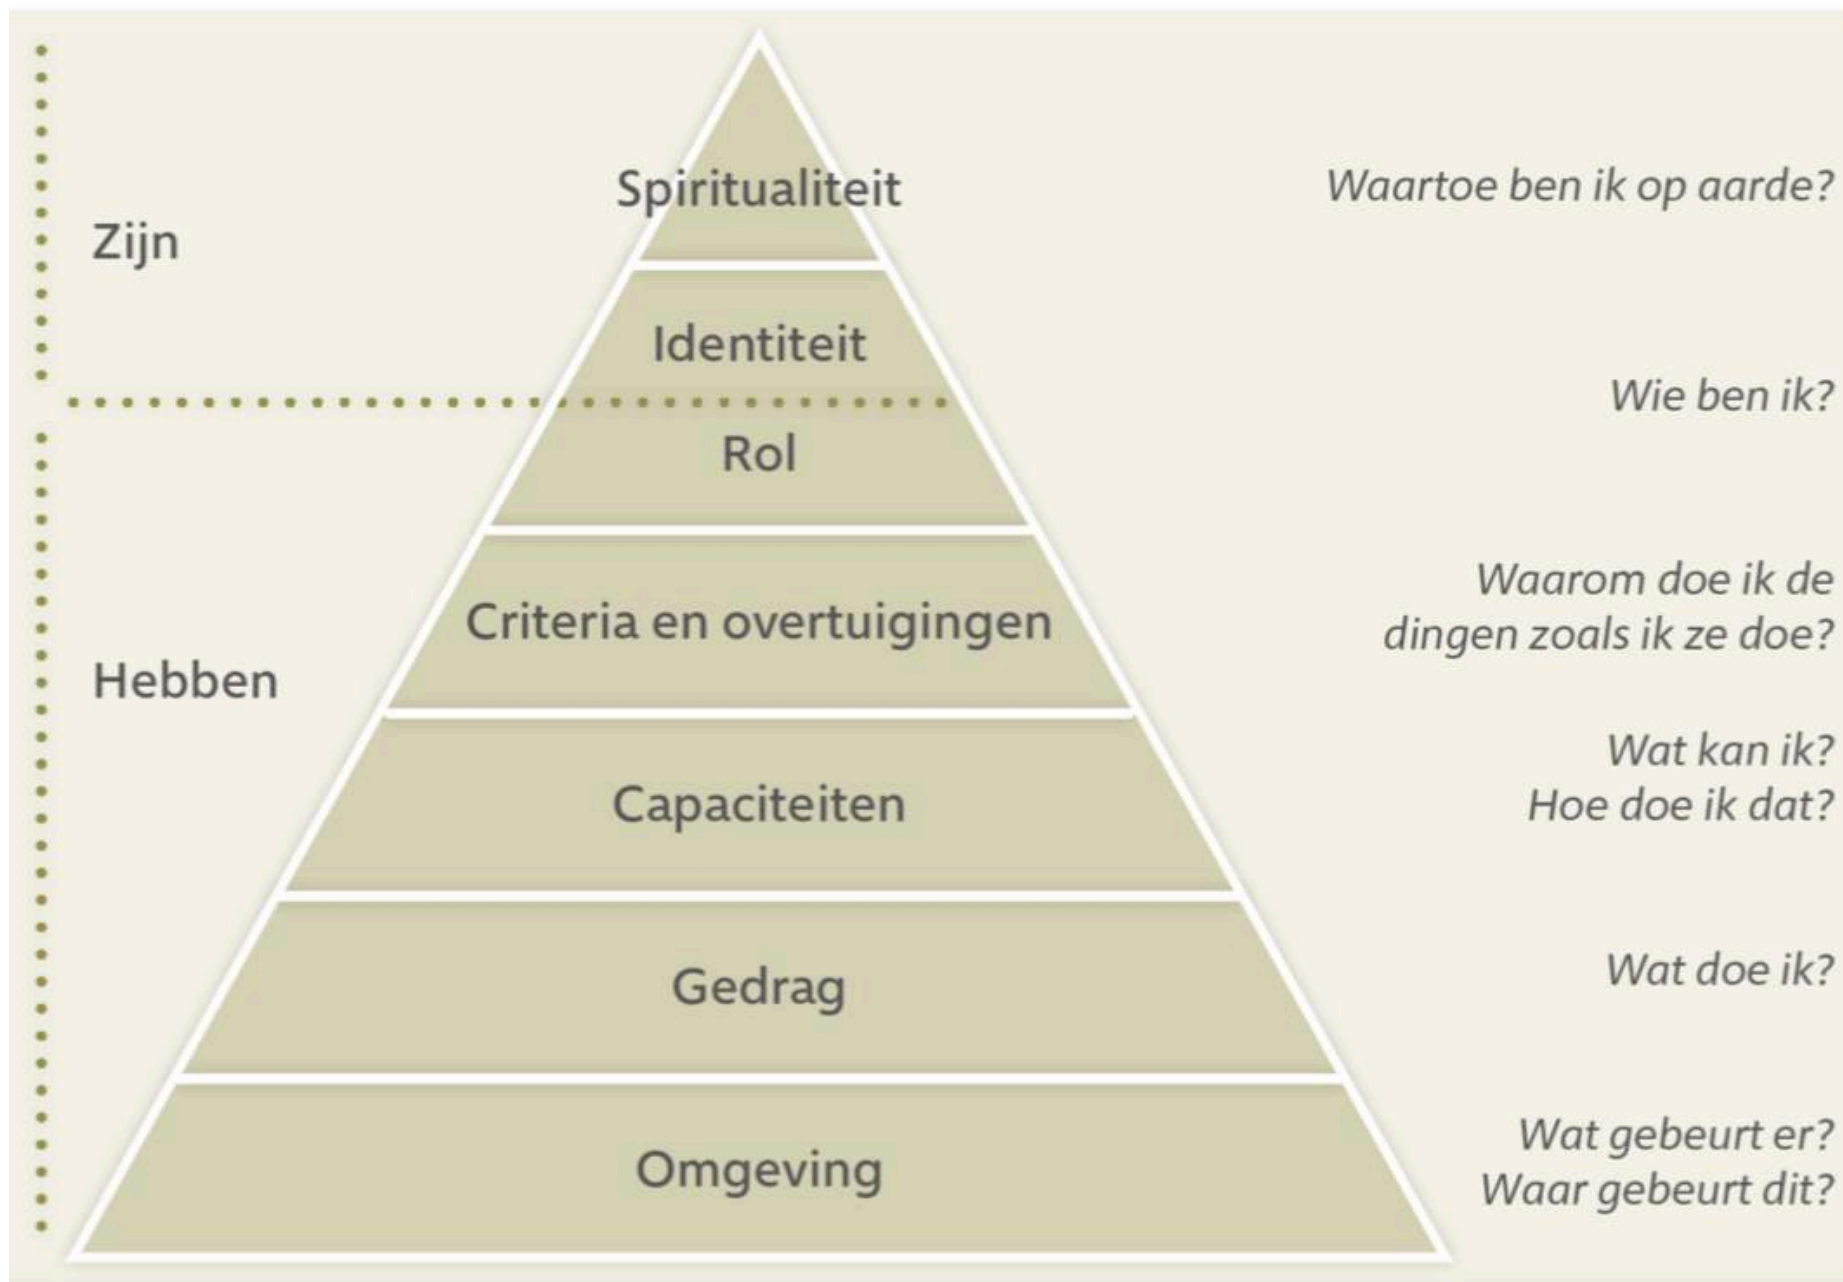 Spiritualiteit
Waartoe ben ik op aarde?
Zijn
Identiteit
Wie ben ik?
Rol
Waarom doe ik de
dingen zoals ik ze doe?
Criteria en overtuigingen
Hebben
Wat kan ik?
Hoe doe ik dat?
Capaciteiten
Gedrag
Wat doe ik?
Omgeving
Wat gebeurt er?
Waar gebeurt dit?